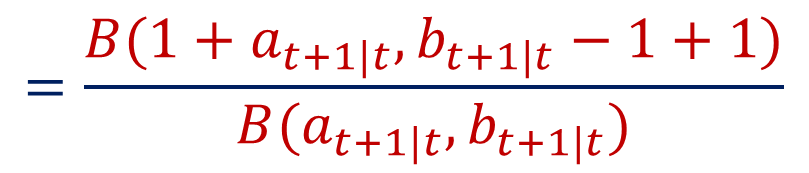 = B(1 + a_{t+1|t}, b_{t+1|t} − 1 + 1)
B(a_{t+1|t}, b_{t+1|t})